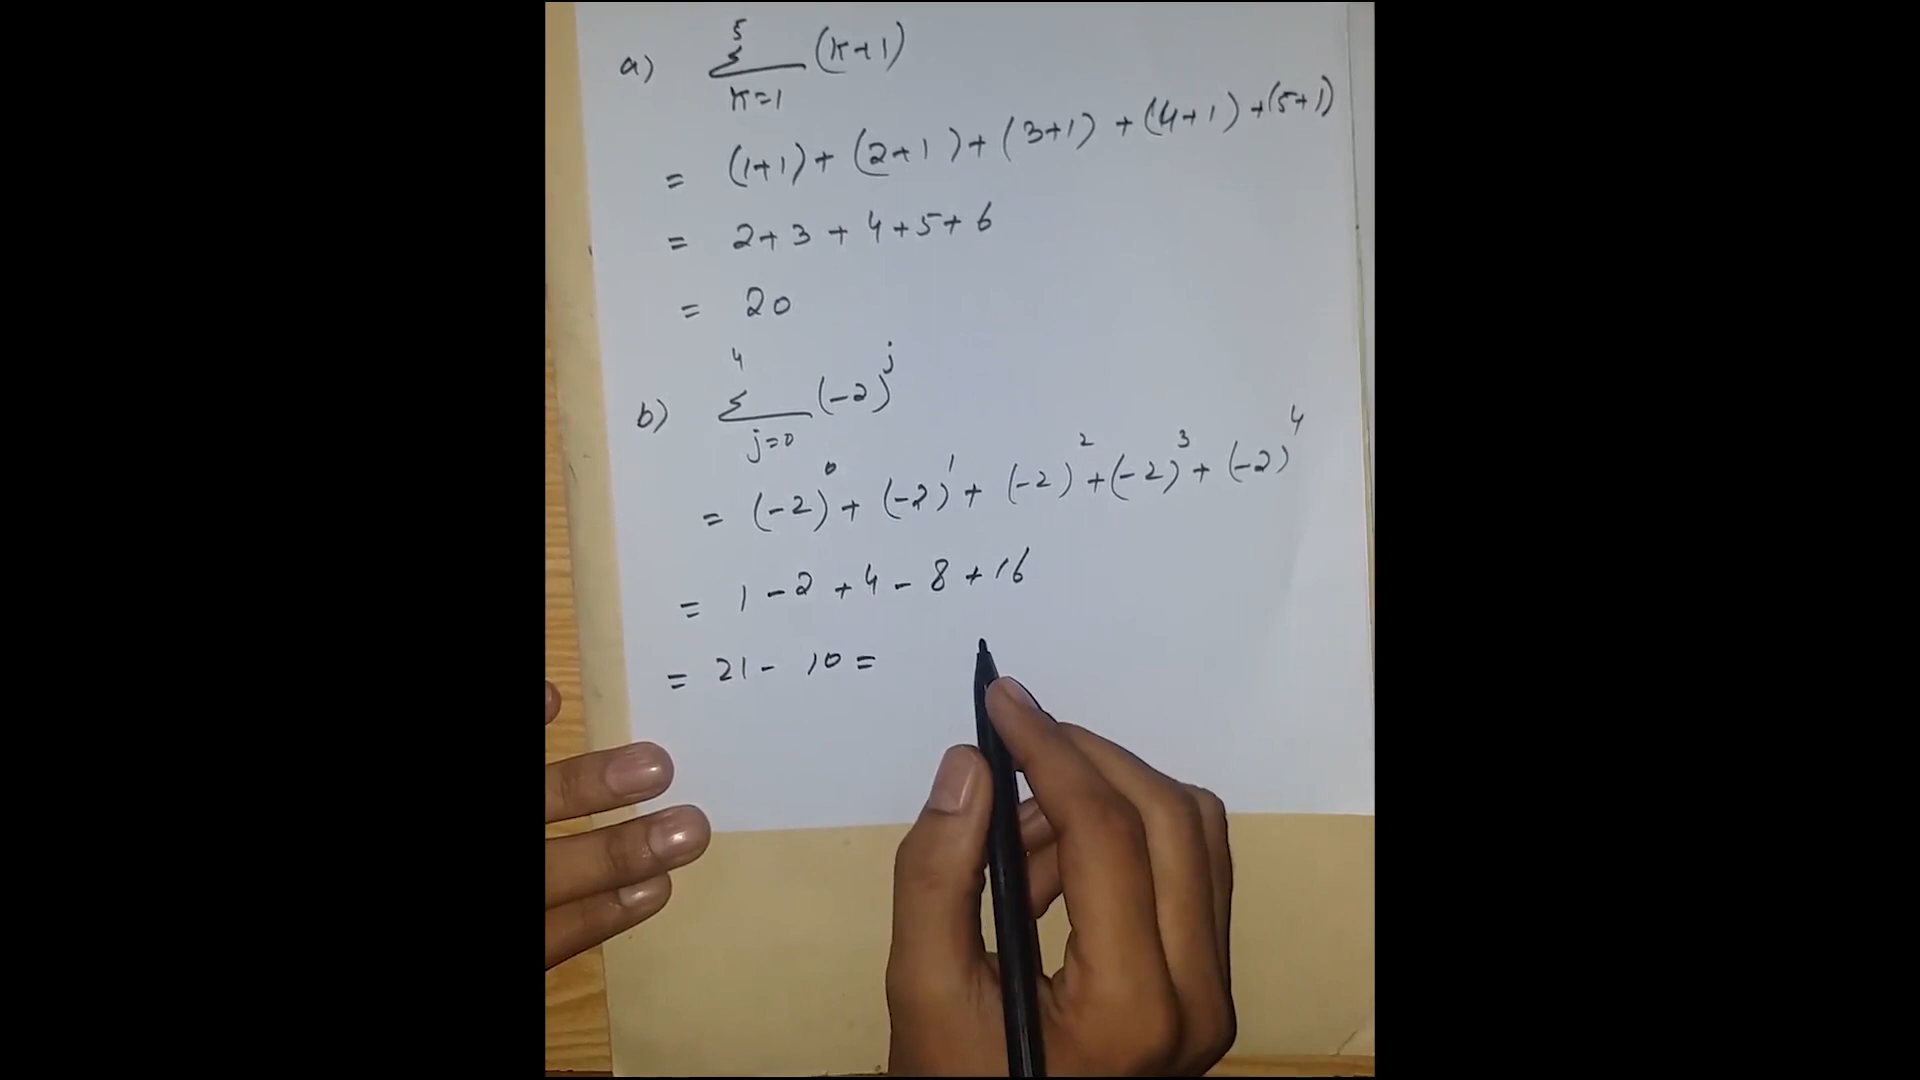 a) 5 Σ k=1 (k+1)
= (1+1) + (2+1) + (3+1) + (4+1) + (5+1)
= 2+3+4+5+6
= 20
b) 4 Σ j=0 (-2)^j
= (-2)^0 + (-2)^1 + (-2)^2 + (-2)^3 + (-2)^4
= 1 - 2 + 4 - 8 + 16
= 21 - 10 =